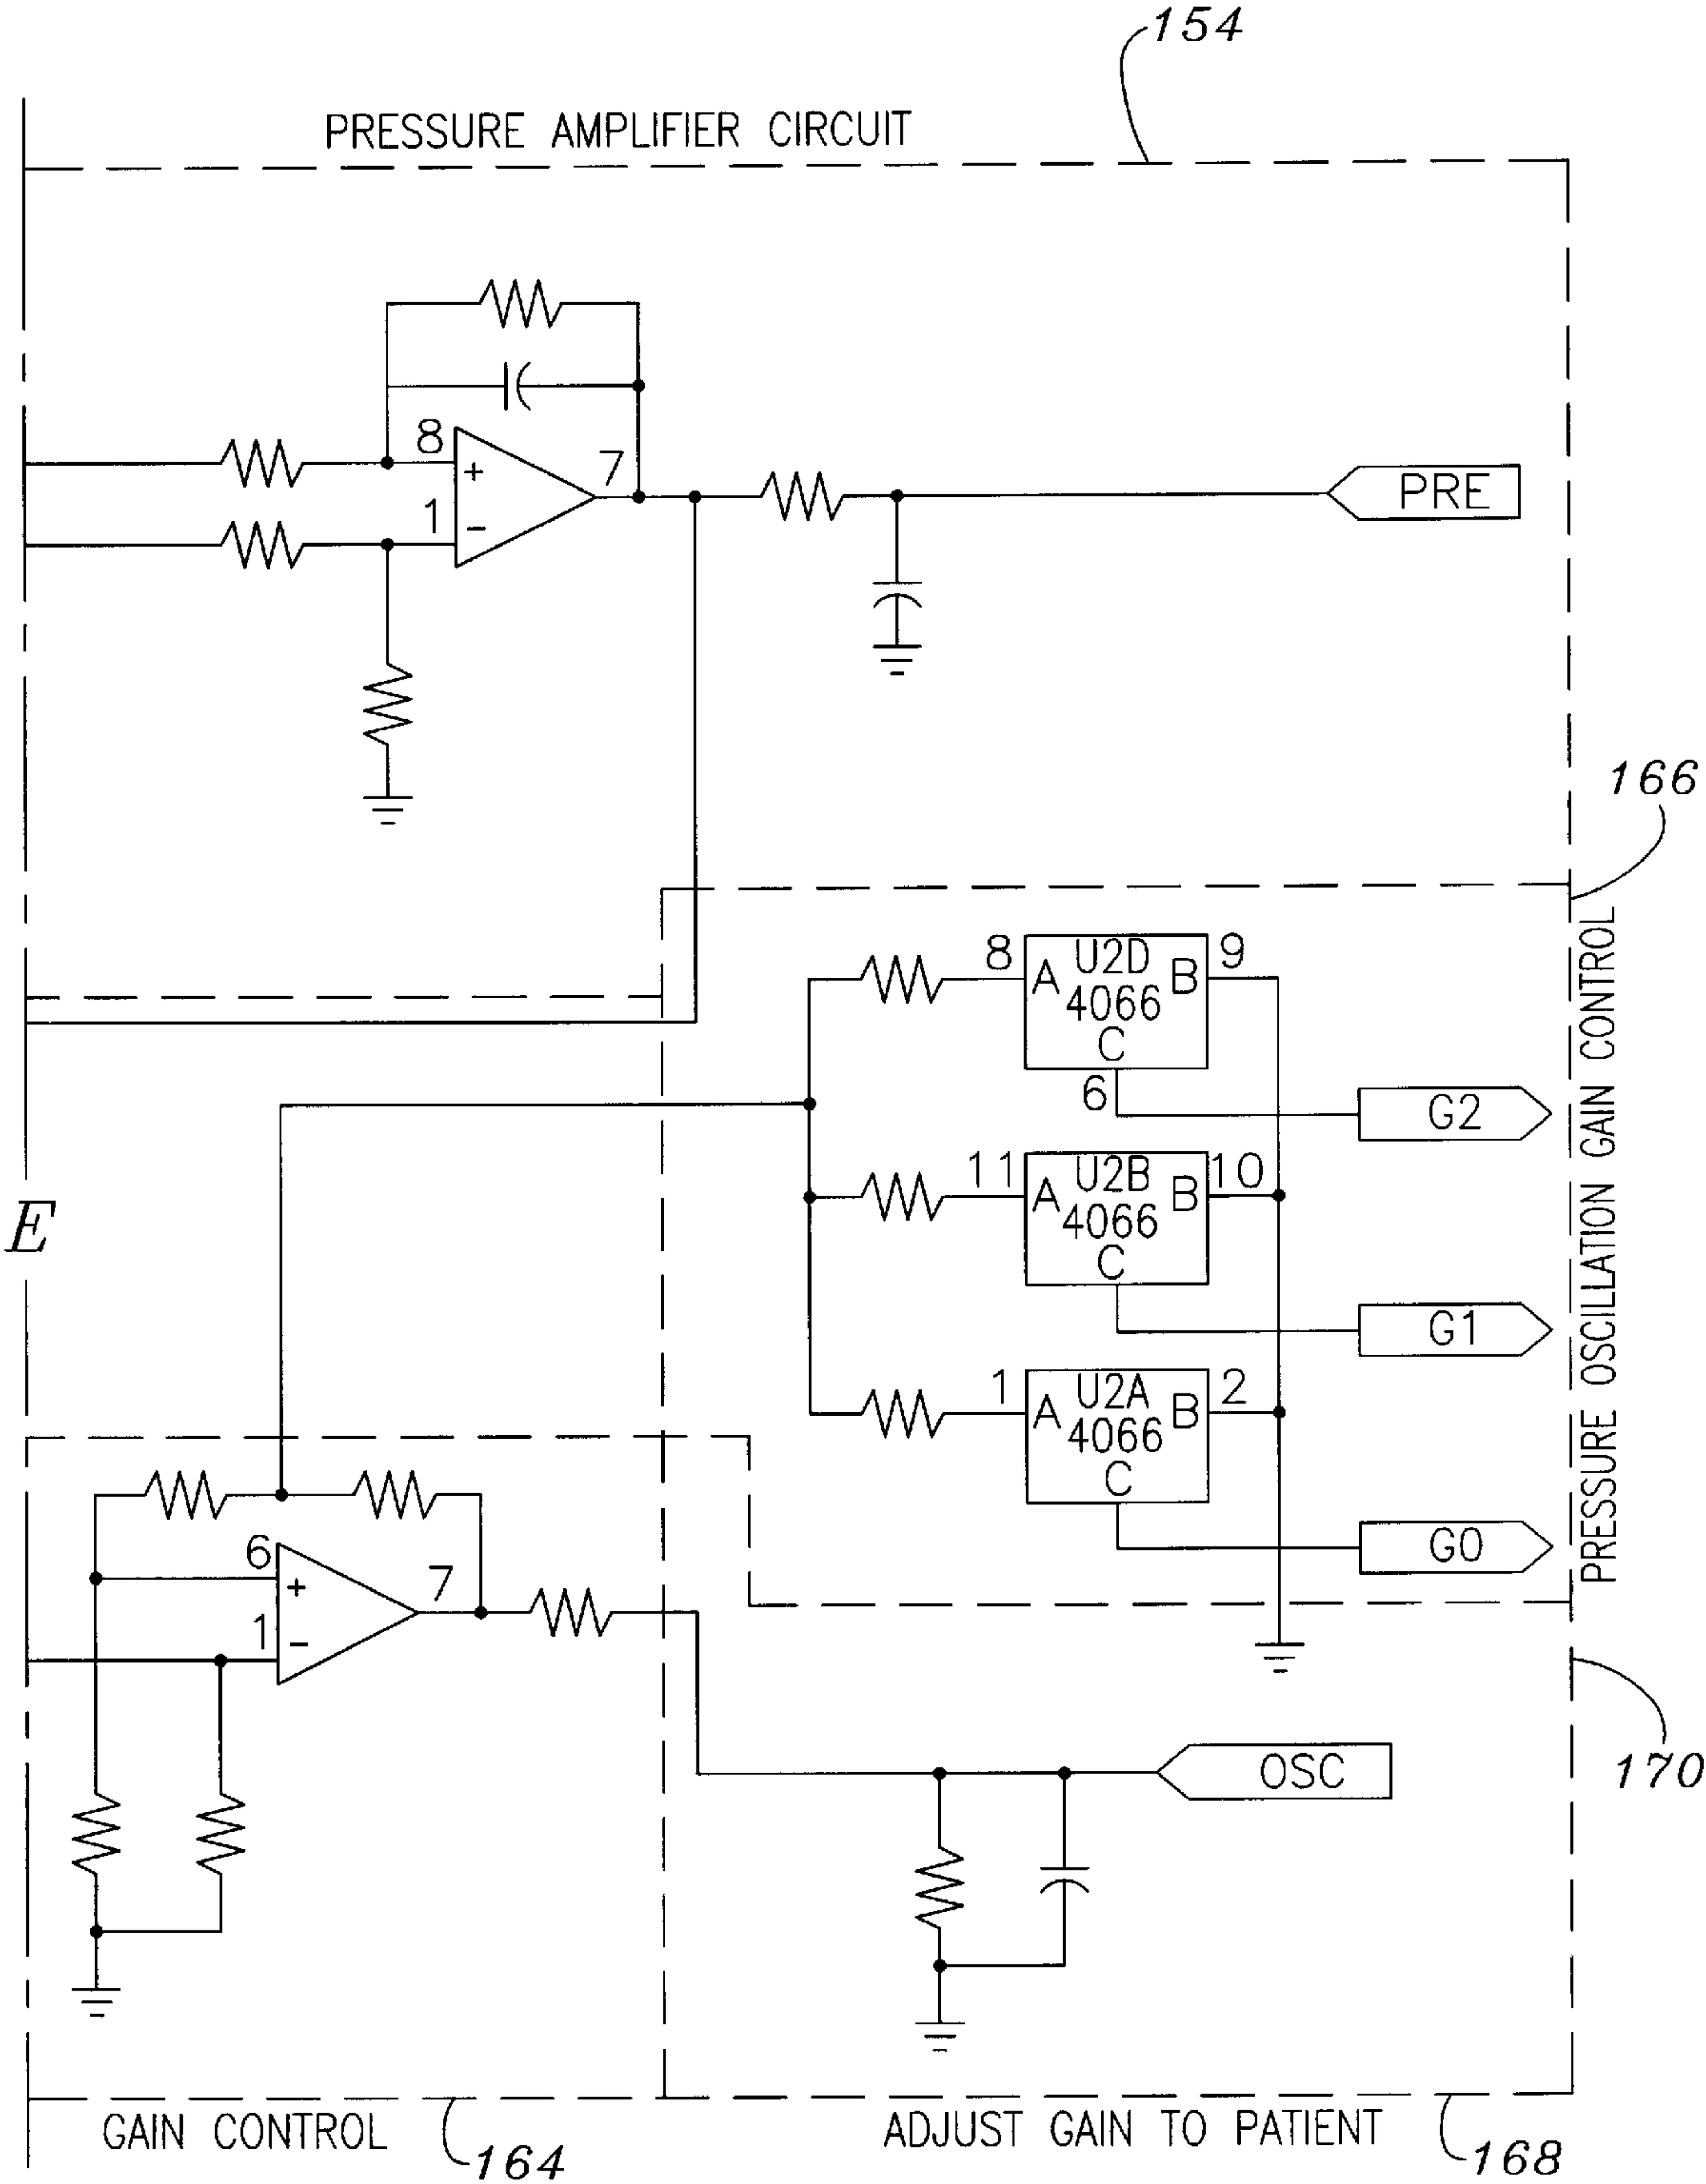 154
PRESSURE AMPLIFIER CIRCUIT
8
+
7
1
-
PRE
166
PRESSURE OSCILLATION GAIN CONTROL
8
A
U2D
B
9
4066
C
6
G2
11
A
U2B
B
10
4066
C
G1
E
1
A
U2A
B
2
4066
C
G0
6
+
7
1
-
OSC
170
GAIN CONTROL
164
ADJUST GAIN TO PATIENT
168